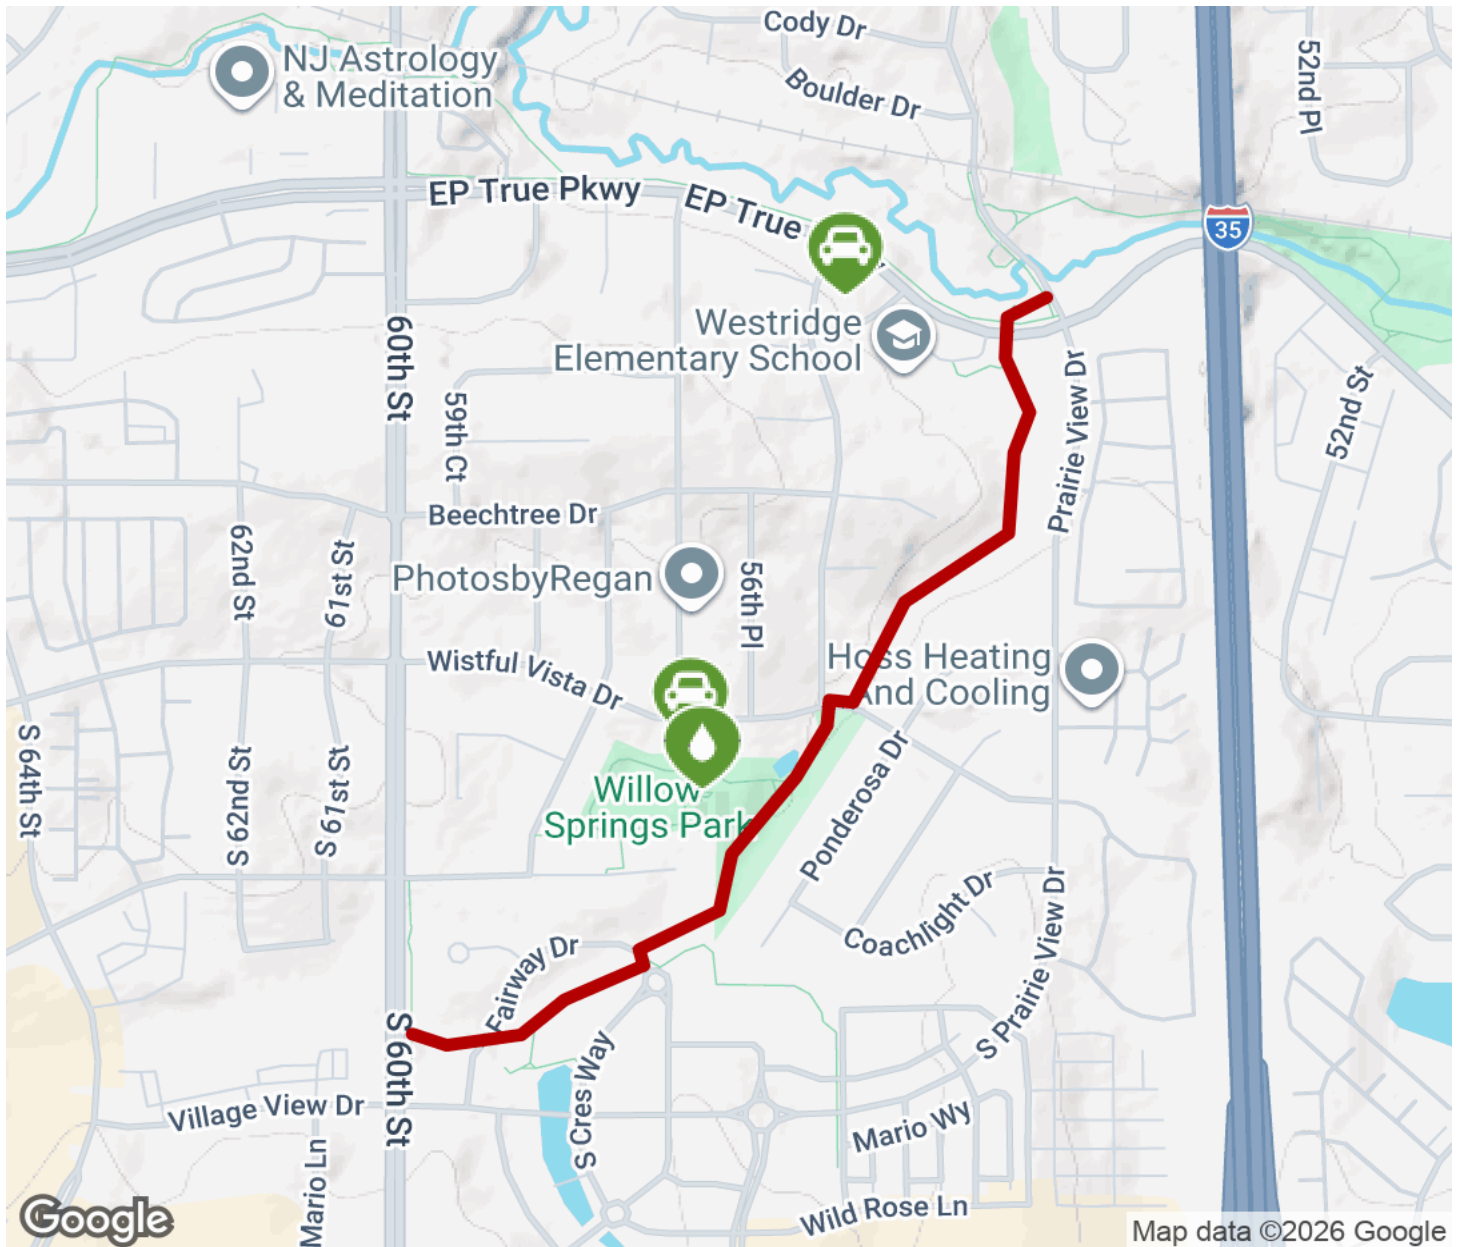 Cody Dr
NJ Astrology
& Meditation
Boulder Dr
52nd Pl
EP True Pkwy
EP True
35
Westridge
Elementary School
60th St
59th Ct
Prairie View Dr
52nd St
Beechtree Dr
62nd St
61st St
PhotosbyRegan
56th Pl
Wistful Vista Dr
Hoss Heating
And Cooling
S 64th St
S 62nd St
S 61st St
Willow
Springs Park
Ponderosa Dr
Coachlight Dr
Fairway Dr
S Prairie View Dr
S 60th St
S Cres Way
Village View Dr
Mario Wy
Mario Ln
Wild Rose Ln
Google
Map data ©2026 Google